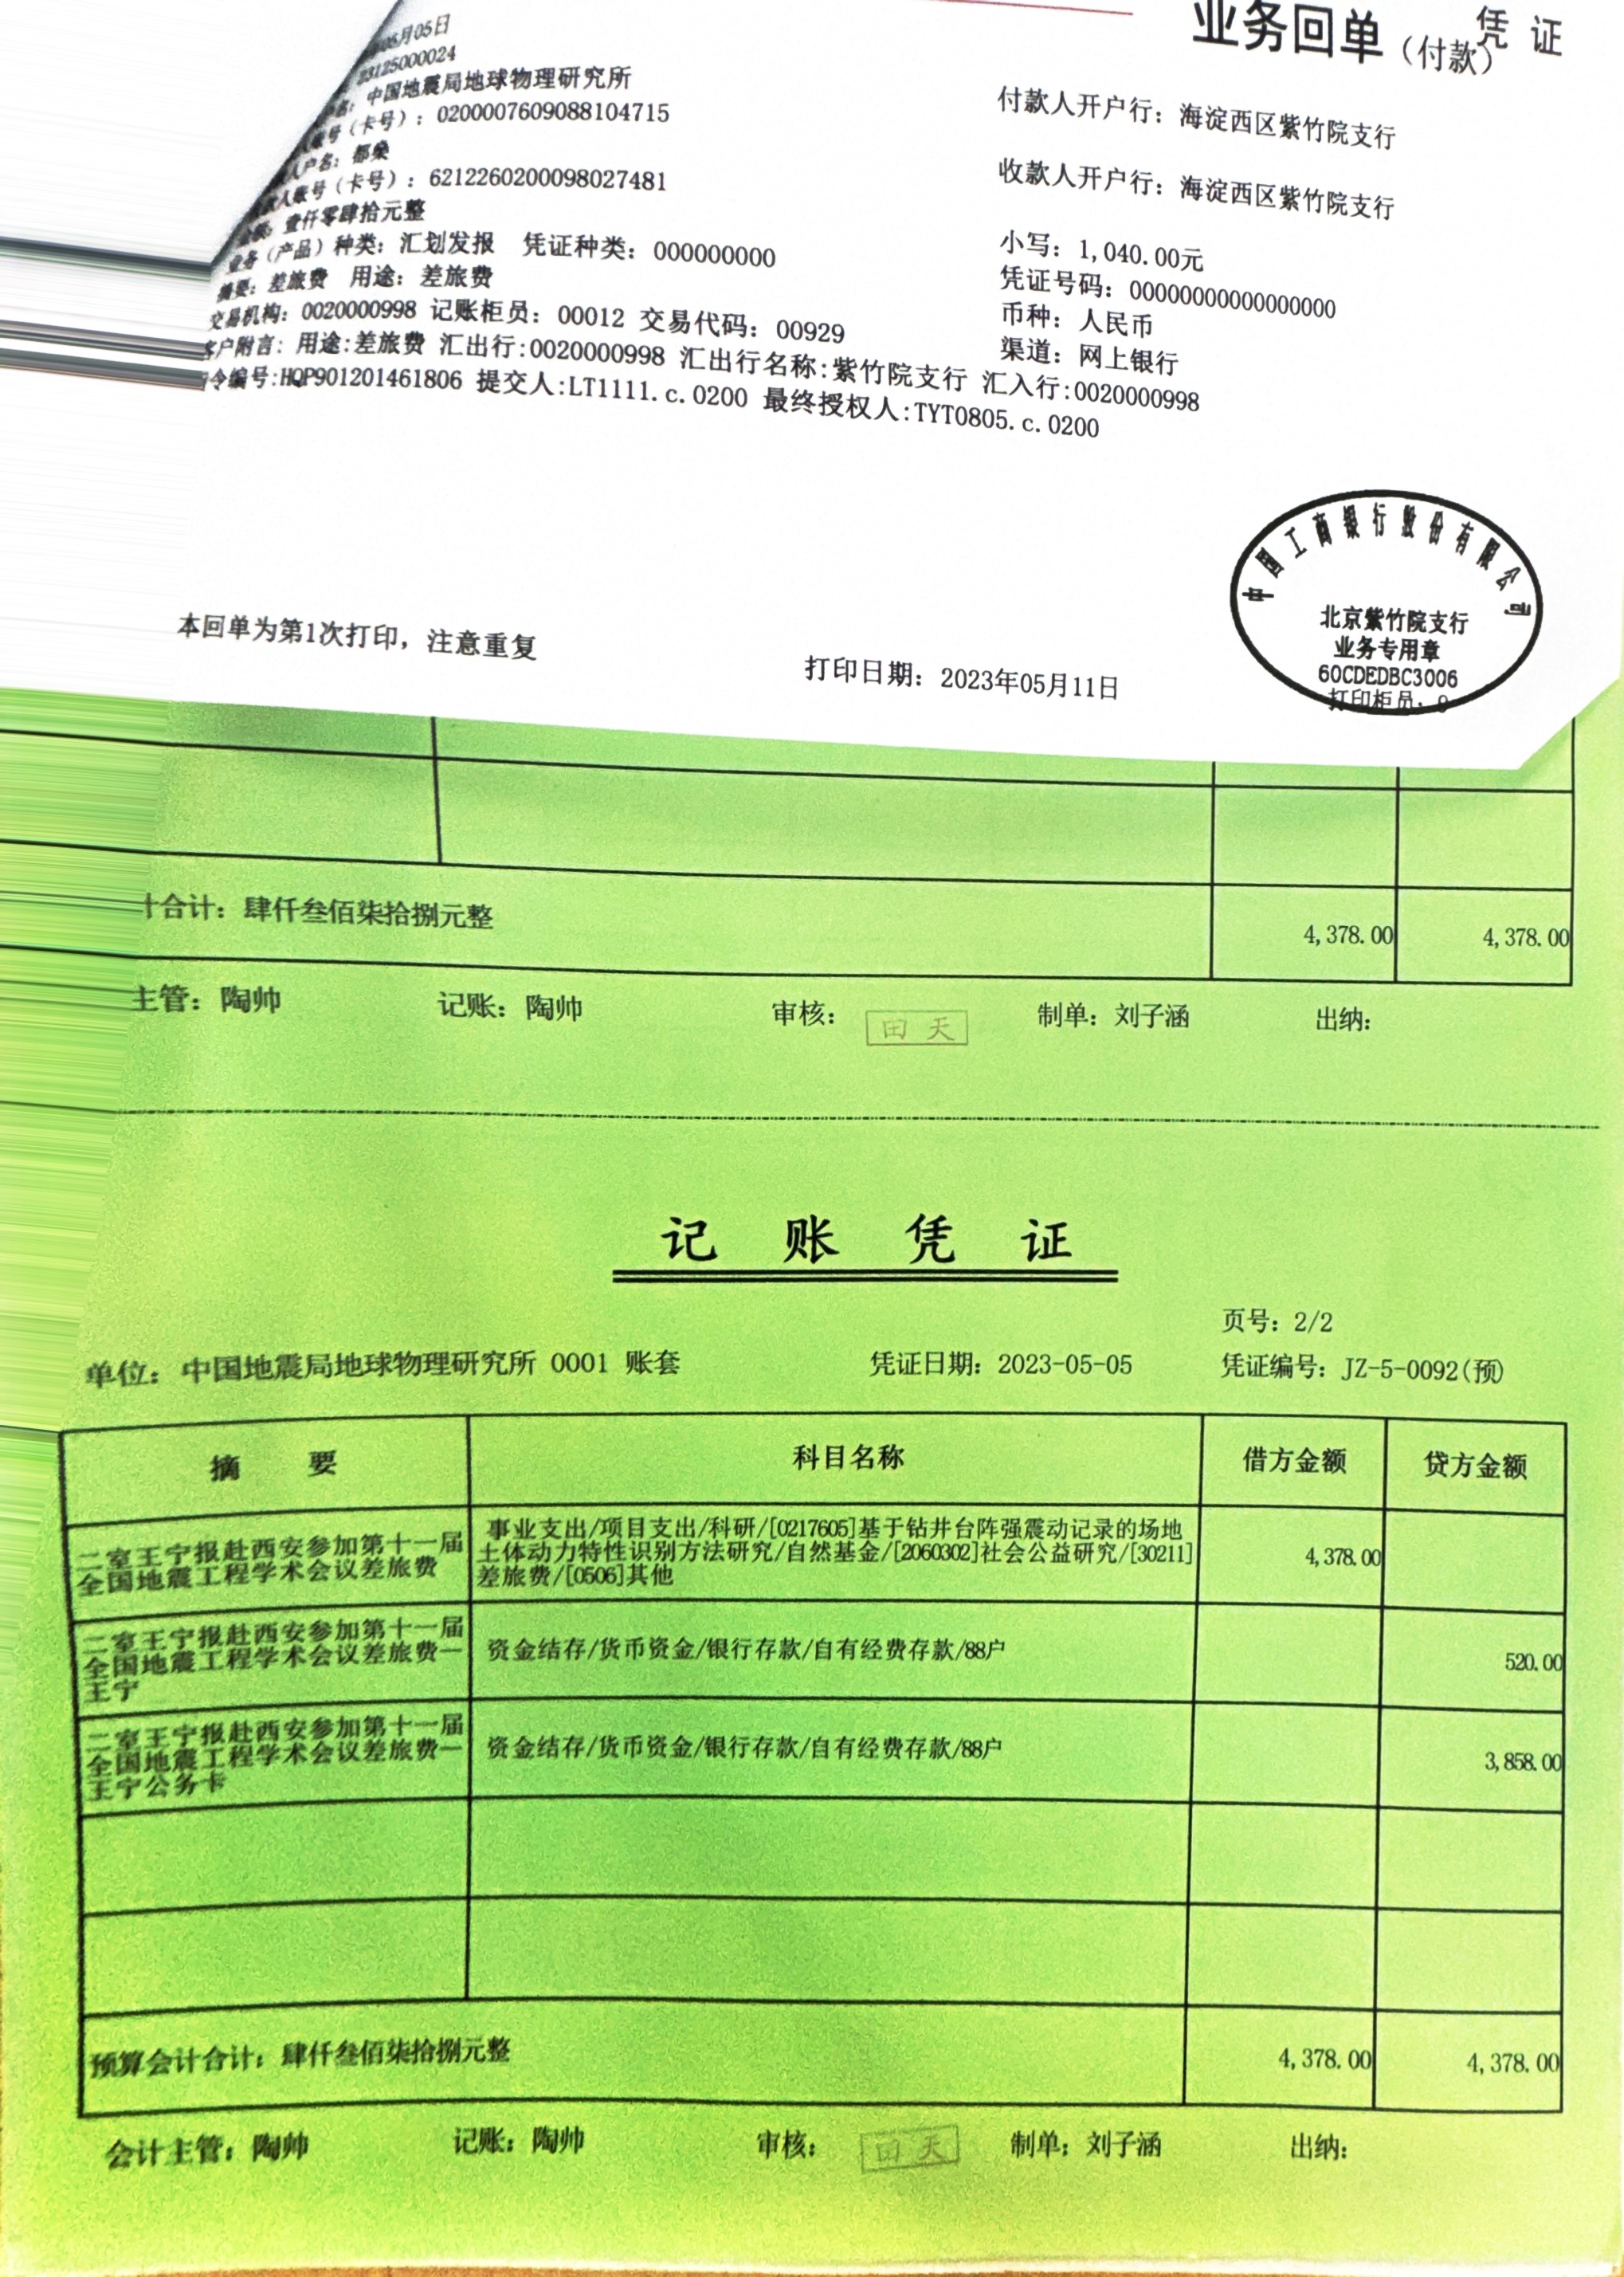 业务回单（付款）
凭 证
月05日
23125000024
名：中国地震局地球物理研究所
账号（卡号）：0200007609088104715
付款人开户行：海淀西区紫竹院支行
人户名：都燊
人账号（卡号）：6212260200098027481
收款人开户行：海淀西区紫竹院支行
金额：壹仟零肆拾元整
小写：1,040.00元
业务（产品）种类：汇划发报 凭证种类：000000000
凭证号码：00000000000000000
摘要：差旅费 用途：差旅费
币种：人民币
交易机构：0020000998 记账柜员：00012 交易代码：00929
渠道：网上银行
客户附言：用途:差旅费 汇出行:0020000998 汇出行名称:紫竹院支行 汇入行:0020000998
令编号:HQP901201461806 提交人:LT1111.c.0200 最终授权人:TYT0805.c.0200
中国工商银行股份有限公司
北京紫竹院支行
业务专用章
60CDEDBC3006
打印柜员：9
本回单为第1次打印，注意重复
打印日期：2023年05月11日
合计：肆仟叁佰柒拾捌元整 4,378.00 4,378.00
主管：陶帅 记账：陶帅 审核：田天 制单：刘子涵 出纳：
记 账 凭 证
页号：2/2
单位：中国地震局地球物理研究所 0001 账套 凭证日期：2023-05-05 凭证编号：JZ-5-0092(预)
摘 要 科目名称 借方金额 贷方金额
二室王宁报赴西安参加第十一届
全国地震工程学术会议差旅费
事业支出/项目支出/科研/[0217605]基于钻井台阵强震动记录的场地
土体动力特性识别方法研究/自然基金/[2060302]社会公益研究/[30211]
差旅费/[0506]其他
4,378.00
二室王宁报赴西安参加第十一届
全国地震工程学术会议差旅费—
王宁
资金结存/货币资金/银行存款/自有经费存款/88户
520.00
二室王宁报赴西安参加第十一届
全国地震工程学术会议差旅费—
王宁公务卡
资金结存/货币资金/银行存款/自有经费存款/88户
3,858.00
预算会计合计：肆仟叁佰柒拾捌元整 4,378.00 4,378.00
会计主管：陶帅 记账：陶帅 审核：田天 制单：刘子涵 出纳：